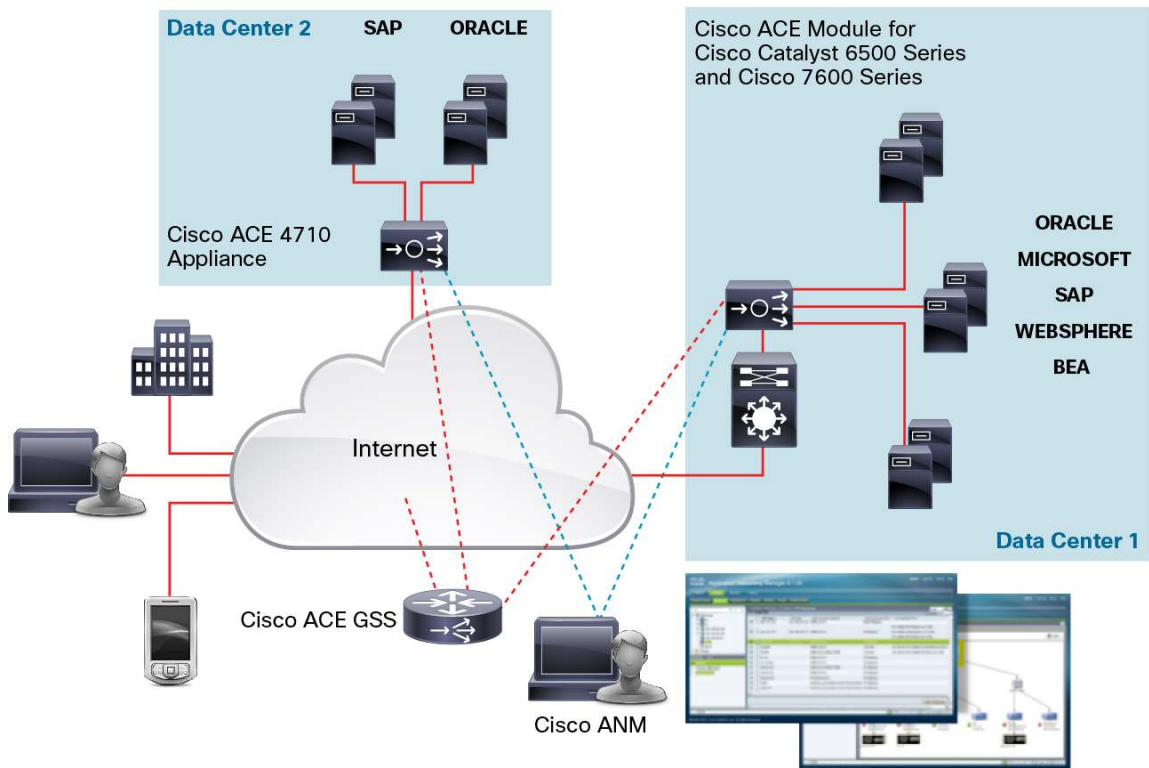 Data Center 2
SAP
ORACLE
Cisco ACE 4710
Appliance
Cisco ACE Module for
Cisco Catalyst 6500 Series
and Cisco 7600 Series
ORACLE
MICROSOFT
SAP
WEBSPHERE
BEA
Data Center 1
Internet
Cisco ACE GSS
Cisco ANM